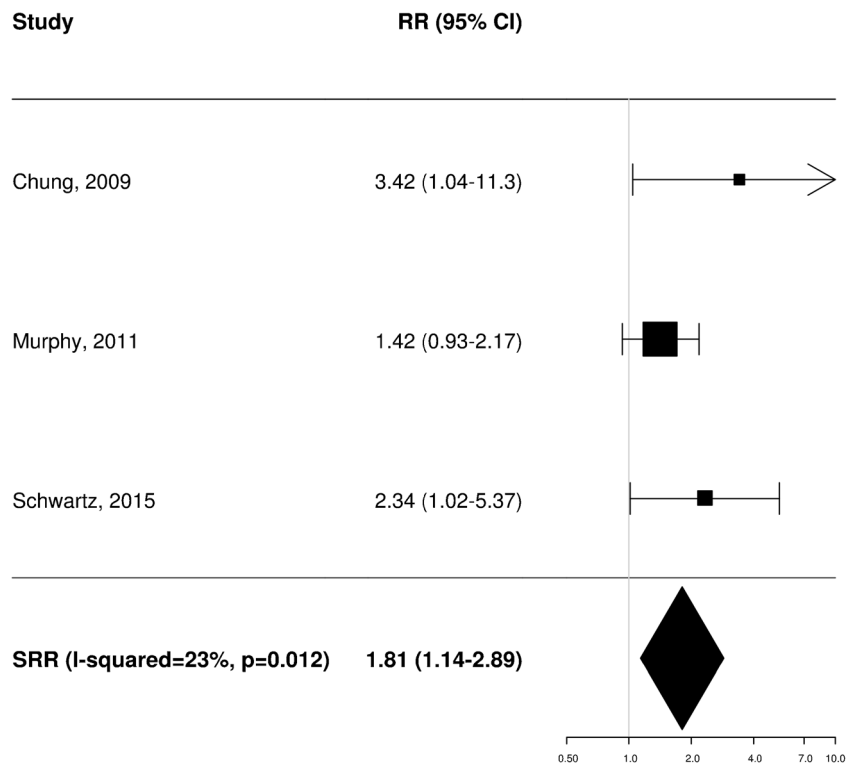 Study RR (95% CI)
Chung, 2009 3.42 (1.04-11.3)
Murphy, 2011 1.42 (0.93-2.17)
Schwartz, 2015 2.34 (1.02-5.37)
SRR (I-squared=23%, p=0.012) 1.81 (1.14-2.89)
0.50 1.0 2.0 4.0 7.0 10.0